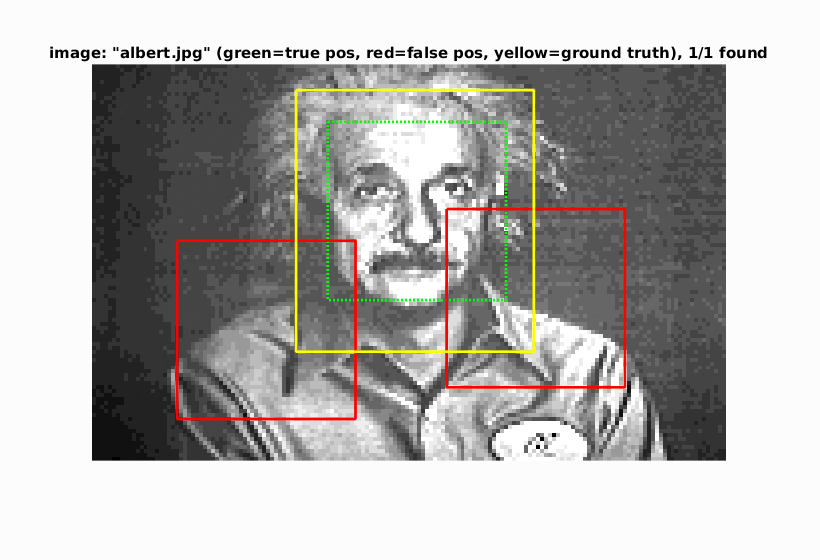 image: "albert.jpg" (green=true pos, red=false pos, yellow=ground truth), 1/1 found